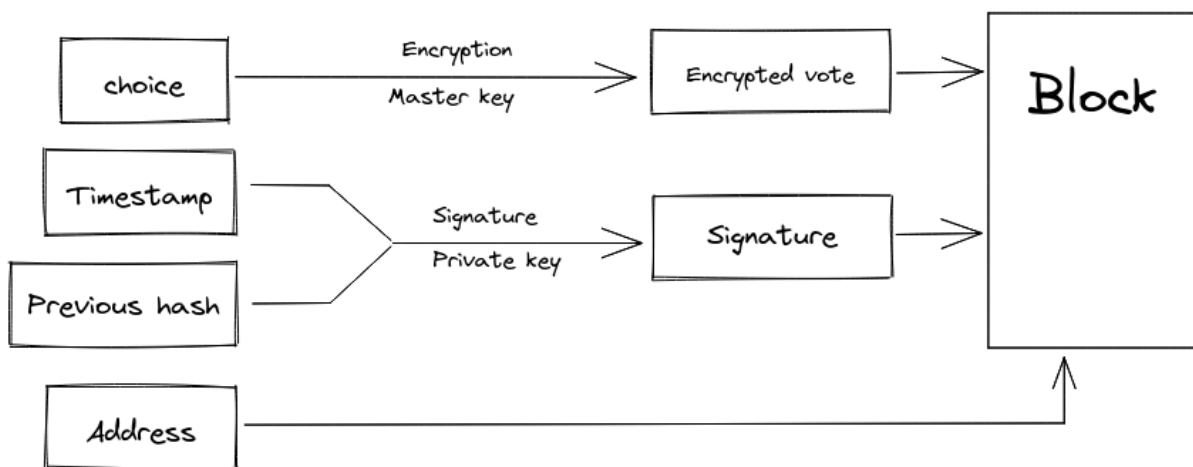 choice
Encryption
Master key
Encrypted vote
Block
Timestamp
Previous hash
Signature
Private key
Signature
Address